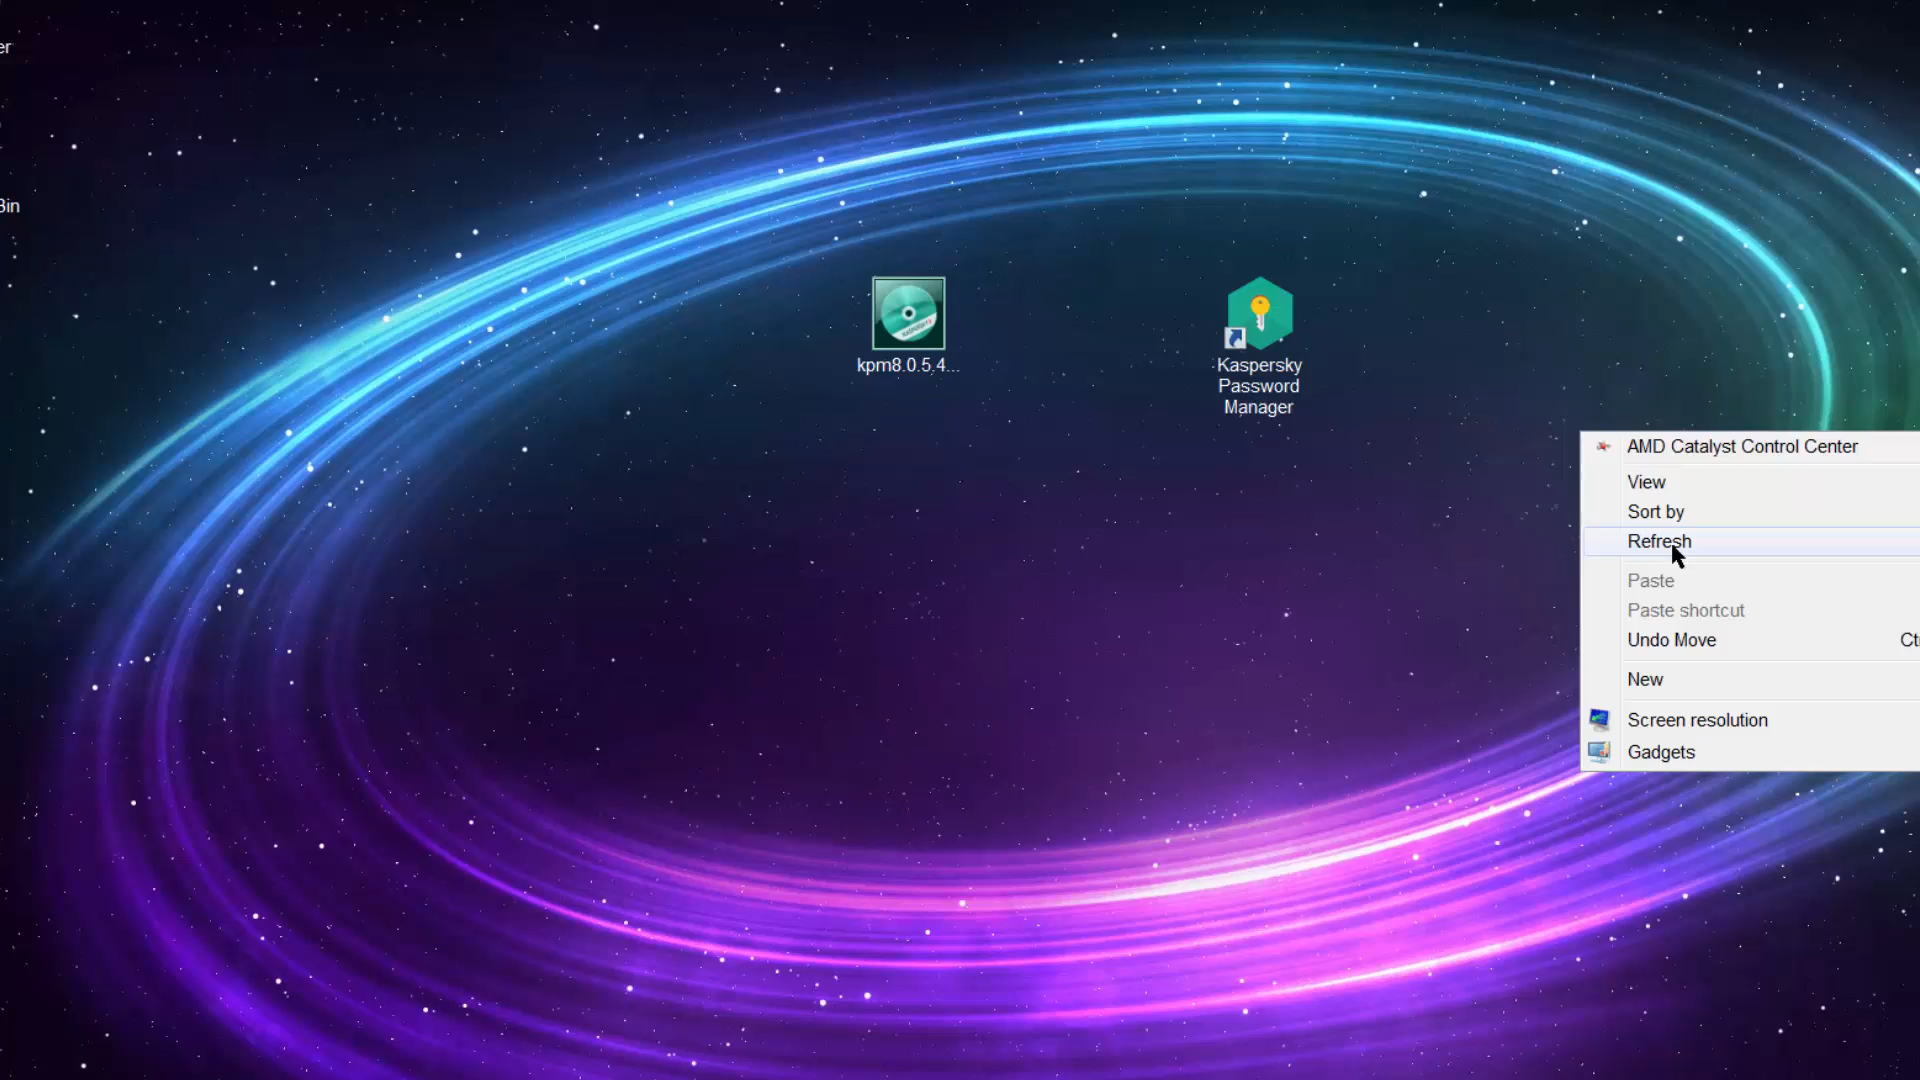 er
Bin
kpm8.0.5.4...
Kaspersky
Password
Manager
AMD Catalyst Control Center
View
Sort by
Refresh
Paste
Paste shortcut
Undo Move Ct
New
Screen resolution
Gadgets